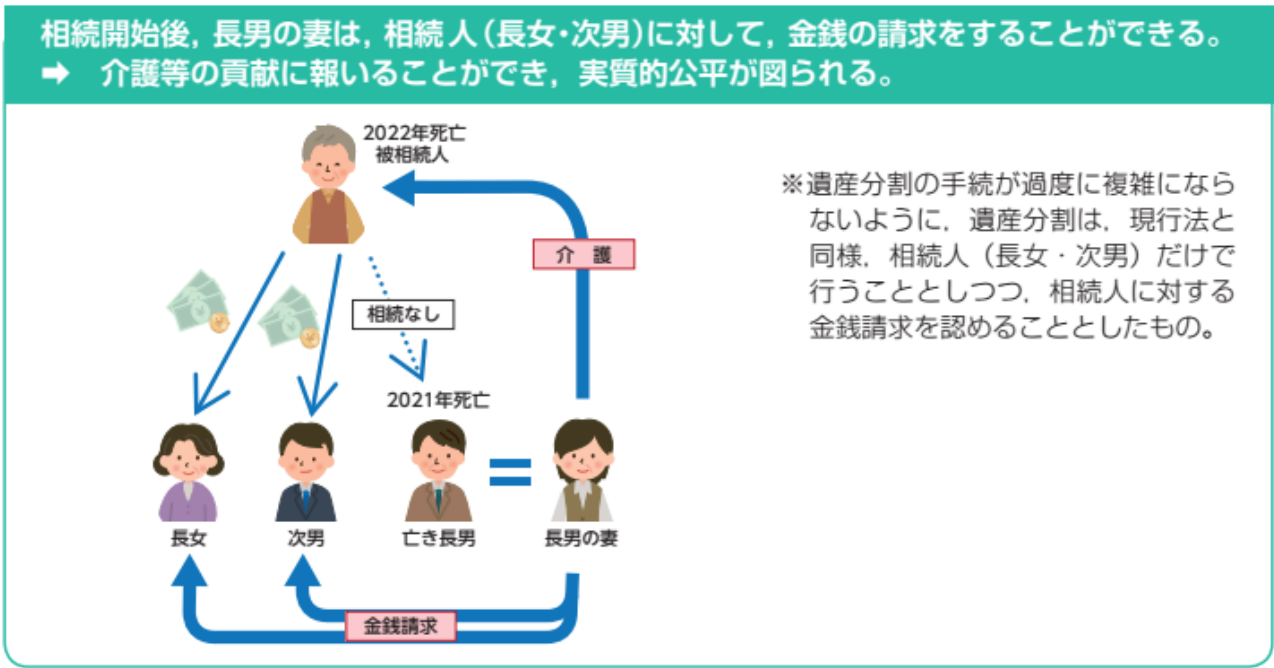 相続開始後，長男の妻は，相続人（長女・次男）に対して，金銭の請求をすることができる。
➡ 介護等の貢献に報いることができ，実質的公平が図られる。
2022年死亡
被相続人
※遺産分割の手続が過度に複雑になら
ないように，遺産分割は，現行法と
同様，相続人（長女・次男）だけで
行うこととしつつ，相続人に対する
金銭請求を認めることとしたもの。
介 護
相続なし
2021年死亡
長女
次男
亡き長男
長男の妻
金銭請求